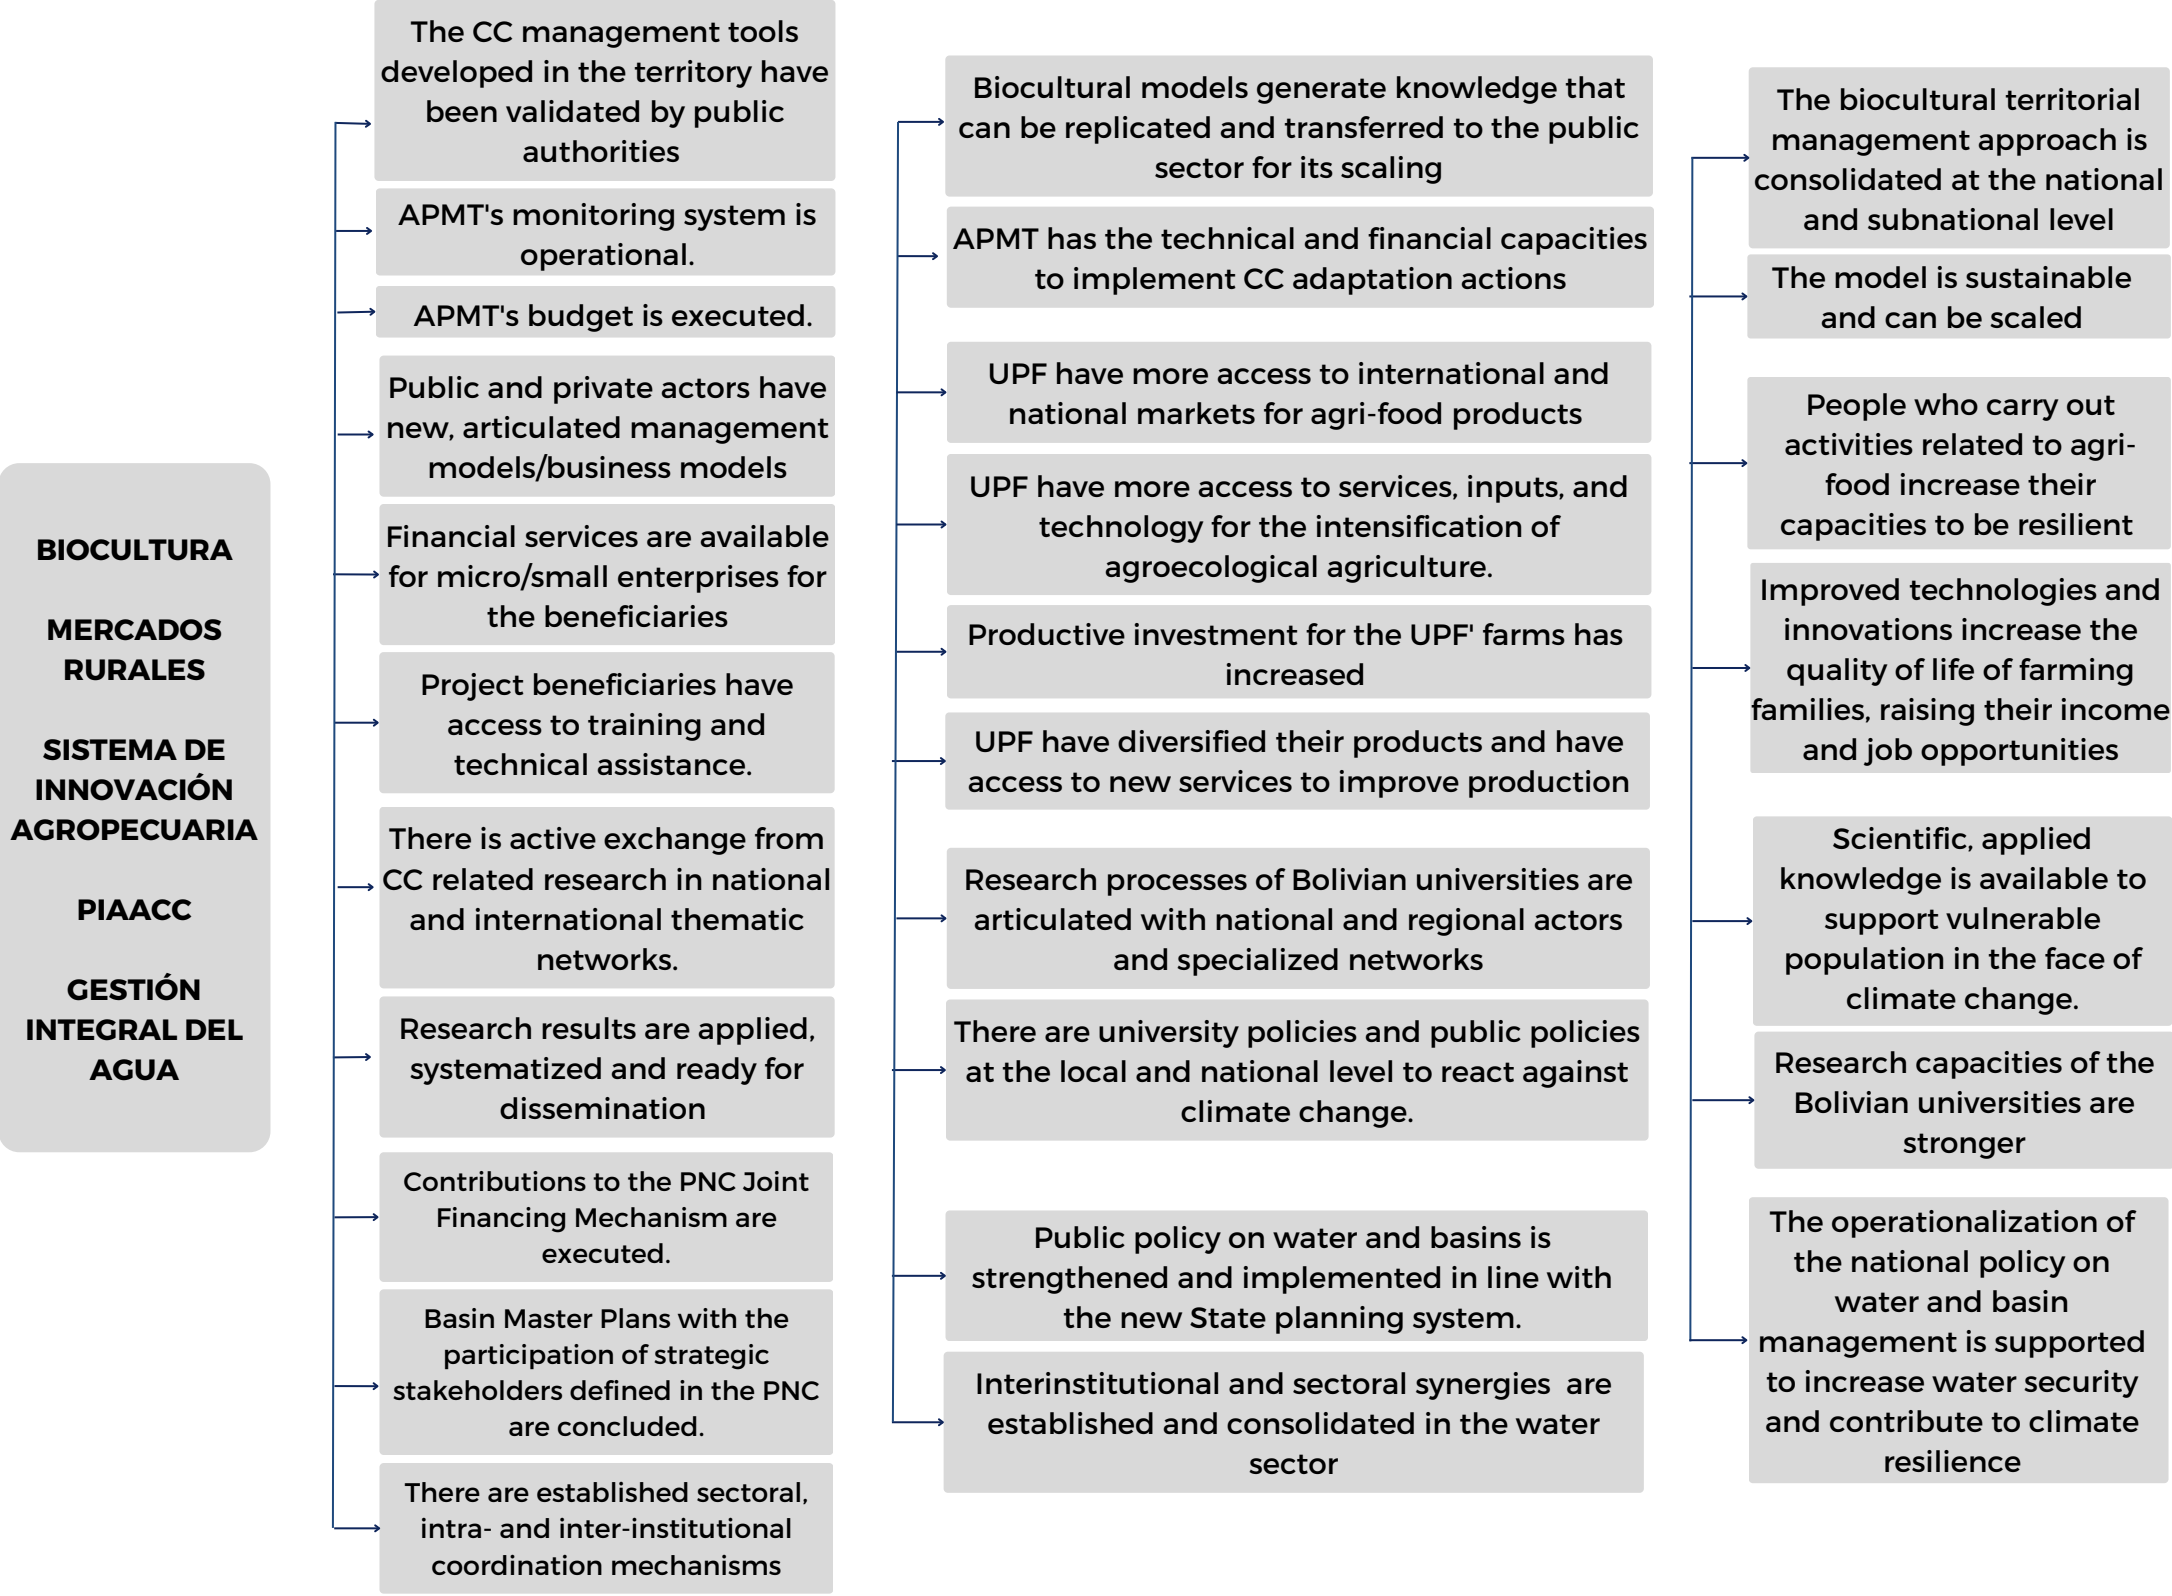 BIOCULTURA
MERCADOS
RURALES
SISTEMA DE
INNOVACIÓN
AGROPECUARIA
PIAACC
GESTIÓN
INTEGRAL DEL
AGUA
The CC management tools
developed in the territory have
been validated by public
authorities
APMT's monitoring system is
operational.
APMT's budget is executed.
Public and private actors have
new, articulated management
models/business models
Financial services are available
for micro/small enterprises for
the beneficiaries
Project beneficiaries have
access to training and
technical assistance.
There is active exchange from
CC related research in national
and international thematic
networks.
Research results are applied,
systematized and ready for
dissemination
Contributions to the PNC Joint
Financing Mechanism are
executed.
Basin Master Plans with the
participation of strategic
stakeholders defined in the PNC
are concluded.
There are established sectoral,
intra- and inter-institutional
coordination mechanisms
Biocultural models generate knowledge that
can be replicated and transferred to the public
sector for its scaling
APMT has the technical and financial capacities
to implement CC adaptation actions
UPF have more access to international and
national markets for agri-food products
UPF have more access to services, inputs, and
technology for the intensification of
agroecological agriculture.
Productive investment for the UPF' farms has
increased
UPF have diversified their products and have
access to new services to improve production
Research processes of Bolivian universities are
articulated with national and regional actors
and specialized networks
There are university policies and public policies
at the local and national level to react against
climate change.
Public policy on water and basins is
strengthened and implemented in line with
the new State planning system.
Interinstitutional and sectoral synergies are
established and consolidated in the water
sector
The biocultural territorial
management approach is
consolidated at the national
and subnational level
The model is sustainable
and can be scaled
People who carry out
activities related to agri-
food increase their
capacities to be resilient
Improved technologies and
innovations increase the
quality of life of farming
families, raising their income
and job opportunities
Scientific, applied
knowledge is available to
support vulnerable
population in the face of
climate change.
Research capacities of the
Bolivian universities are
stronger
The operationalization of
the national policy on
water and basin
management is supported
to increase water security
and contribute to climate
resilience